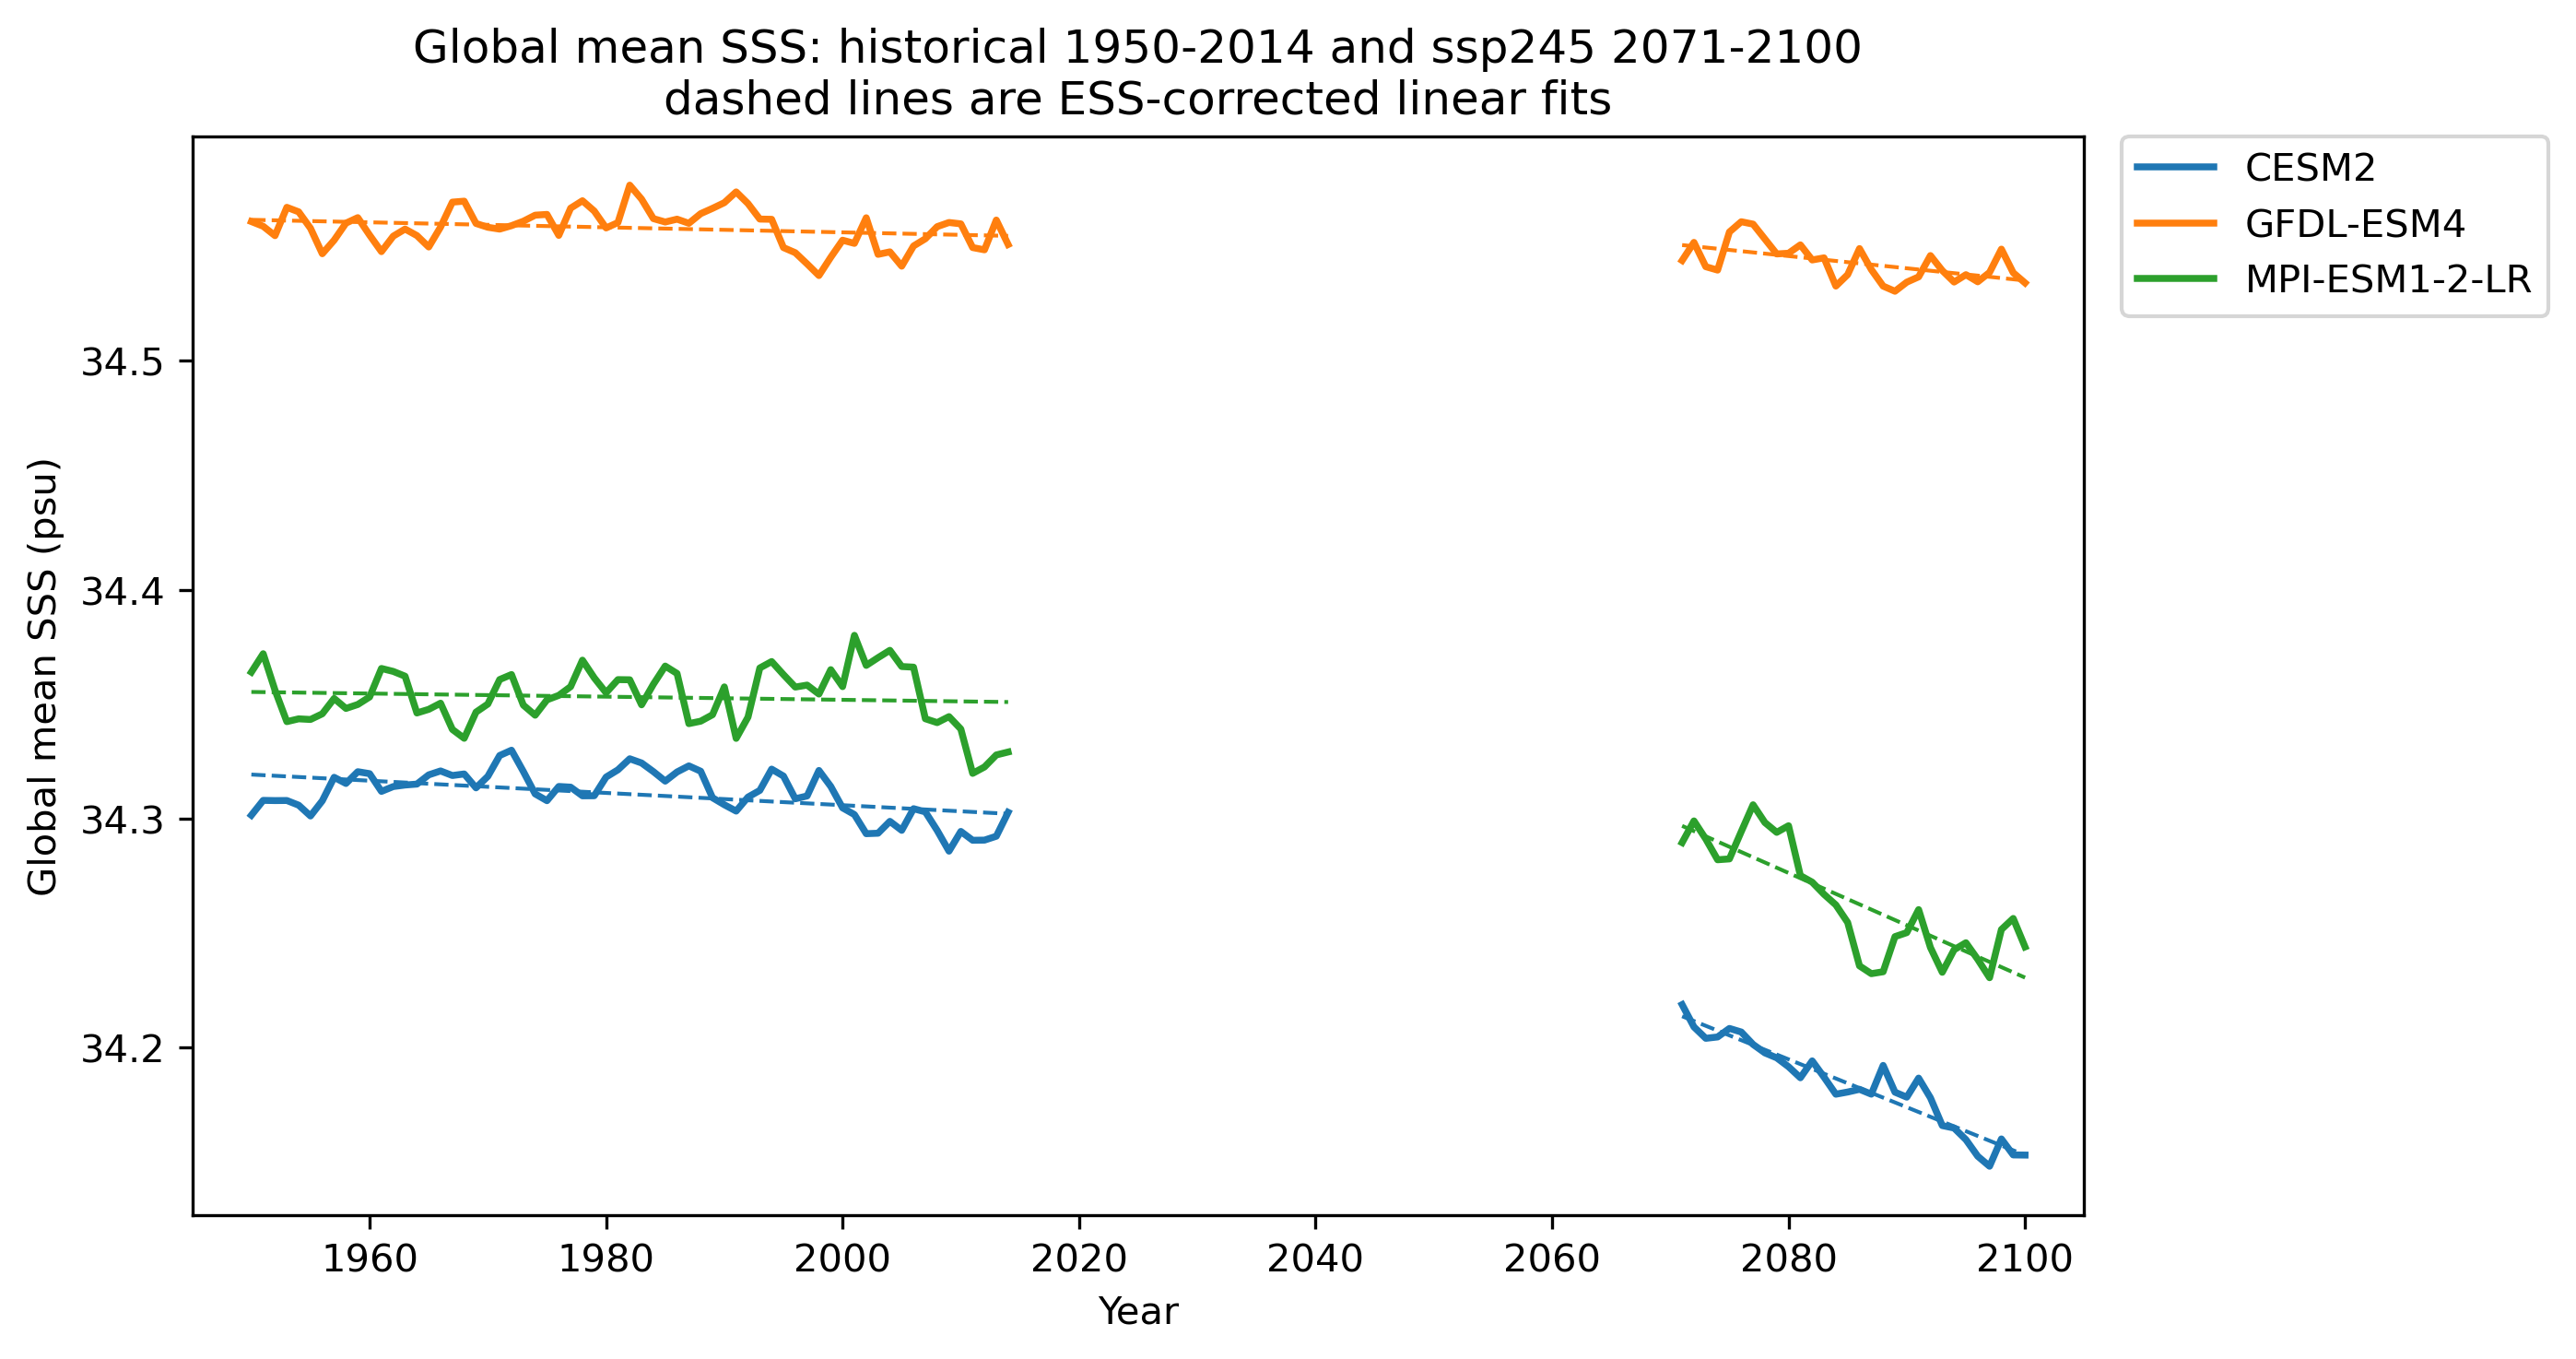 Global mean SSS: historical 1950-2014 and ssp245 2071-2100
dashed lines are ESS-corrected linear fits
CESM2
GFDL-ESM4
MPI-ESM1-2-LR
Global mean SSS (psu)
34.5
34.4
34.3
34.2
1960
1980
2000
2020
2040
2060
2080
2100
Year